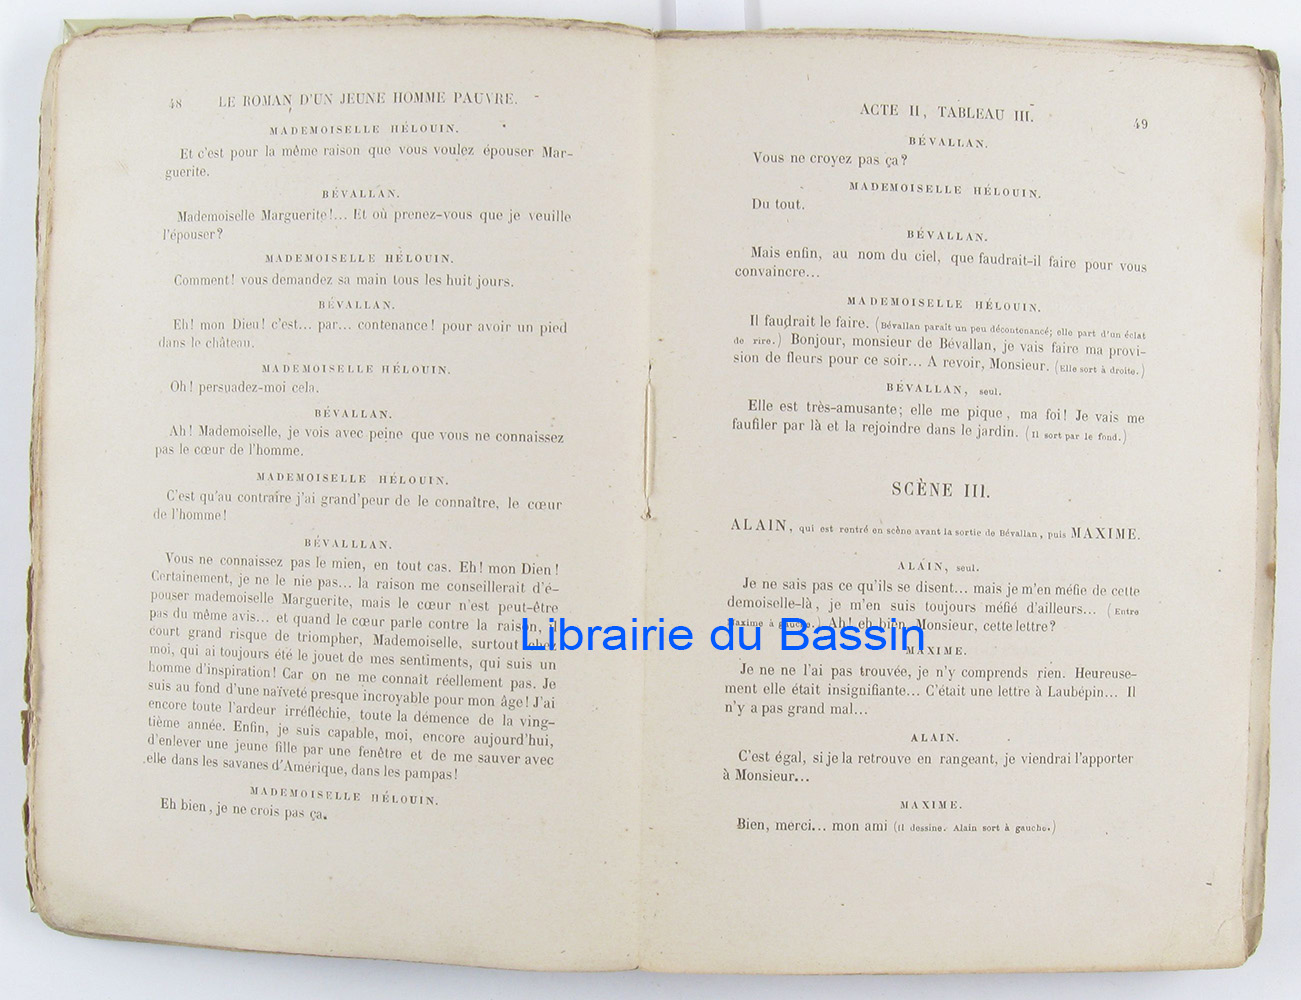 48 LE ROMAN D'UN JEUNE HOMME PAUVRE.
MADEMOISELLE HÉLOUIN.
Et c'est pour la même raison que vous voulez épouser Mar-
guerite.
BÉVALLAN.
Mademoiselle Marguerite!... Et où prenez-vous que je veuille
l'épouser?
MADEMOISELLE HÉLOUIN.
Comment! vous demandez sa main tous les huit jours.
BÉVALLAN.
Eh! mon Dieu! c'est... par... contenance! pour avoir un pied
dans le château.
MADEMOISELLE HÉLOUIN.
Oh! persuadez-moi cela.
BÉVALLAN.
Ah! Mademoiselle, je vois avec peine que vous ne connaissez
pas le cœur de l'homme.
MADEMOISELLE HÉLOUIN.
C'est qu'au contraire j'ai grand'peur de le connaître, le cœur
de l'homme!
BÉVALLLAN.
Vous ne connaissez pas le mien, en tout cas. Eh! mon Dien!
Certainement, je ne le nie pas... la raison me conseillerait d'é-
pouser mademoiselle Marguerite, mais le cœur n'est peut-être
pas du même avis... et quand le cœur parle contre la raison, il
court grand risque de triompher, Mademoiselle, surtout chez
moi, qui ai toujours été le jouet de mes sentiments, qui suis un
homme d'inspiration! Car on ne me connaît réellement pas. Je
suis au fond d'une naïveté presque incroyable pour mon âge! J'ai
encore toute l'ardeur irréfléchie, toute la démence de la ving-
tième année. Enfin, je suis capable, moi, encore aujourd'hui,
d'enlever une jeune fille par une fenêtre et de me sauver avec
elle dans les savanes d'Amérique, dans les pampas!
MADEMOISELLE HÉLOUIN.
Eh bien, je ne crois pas ça.
ACTE II, TABLEAU III. 49
BÉVALLAN.
Vous ne croyez pas ça?
MADEMOISELLE HÉLOUIN.
Du tout.
BÉVALLAN.
Mais enfin, au nom du ciel, que faudrait-il faire pour vous
convaincre...
MADEMOISELLE HÉLOUIN.
Il faudrait le faire. (Bévallan paraît un peu décontenancé; elle part d'un éclat
de rire.) Bonjour, monsieur de Bévallan, je vais faire ma provi-
sion de fleurs pour ce soir... A revoir, Monsieur. (Elle sort à droite.)
BÉVALLAN, seul.
Elle est très-amusante; elle me pique, ma foi! Je vais me
faufiler par là et la rejoindre dans le jardin. (Il sort par le fond.)
SCÈNE III.
ALAIN, qui est rentré en scène avant la sortie de Bévallan, puis MAXIME.
ALAIN, seul.
Je ne sais pas ce qu'ils se disent... mais je m'en méfie de cette
demoiselle-là, je m'en suis toujours méfié d'ailleurs... (Entre
Maxime à gauche.) Ah! eh bien, Monsieur, cette lettre?
MAXIME.
Je ne ne l'ai pas trouvée, je n'y comprends rien. Heureuse-
ment elle était insignifiante... C'était une lettre à Laubépin... Il
n'y a pas grand mal...
ALAIN.
C'est égal, si je la retrouve en rangeant, je viendrai l'apporter
à Monsieur...
MAXIME.
Bien, merci... mon ami (Il dessine. Alain sort à gauche.)
Librairie du Bassin